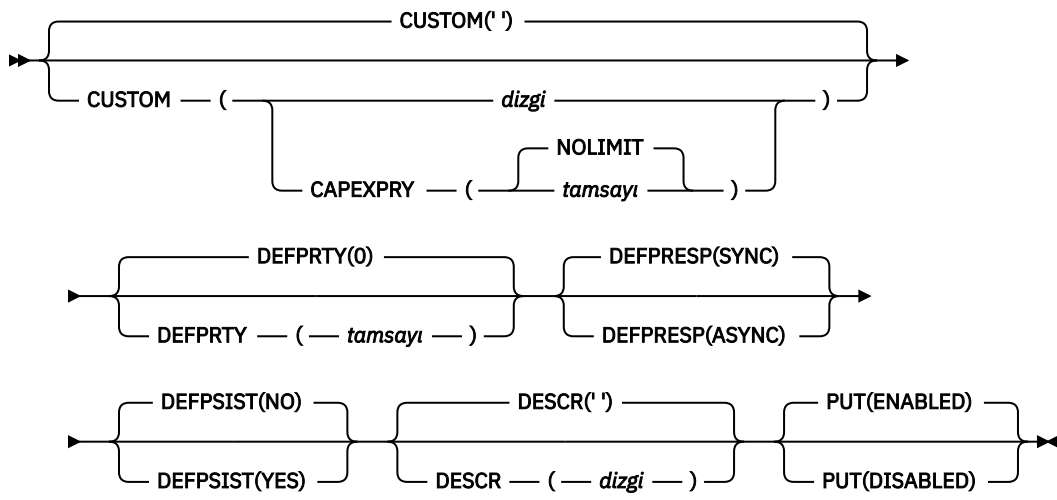 CUSTOM(' ')
CUSTOM ( dizgi )
NOLIMIT
CAPEXPRY ( tamsayı )
DEFPRTY(0) DEFPRESP(SYNC)
DEFPRTY ( tamsayı ) DEFPRESP(ASYNC)
DEFPSIST(NO) DESCR(' ') PUT(ENABLED)
DEFPSIST(YES) DESCR ( dizgi ) PUT(DISABLED)